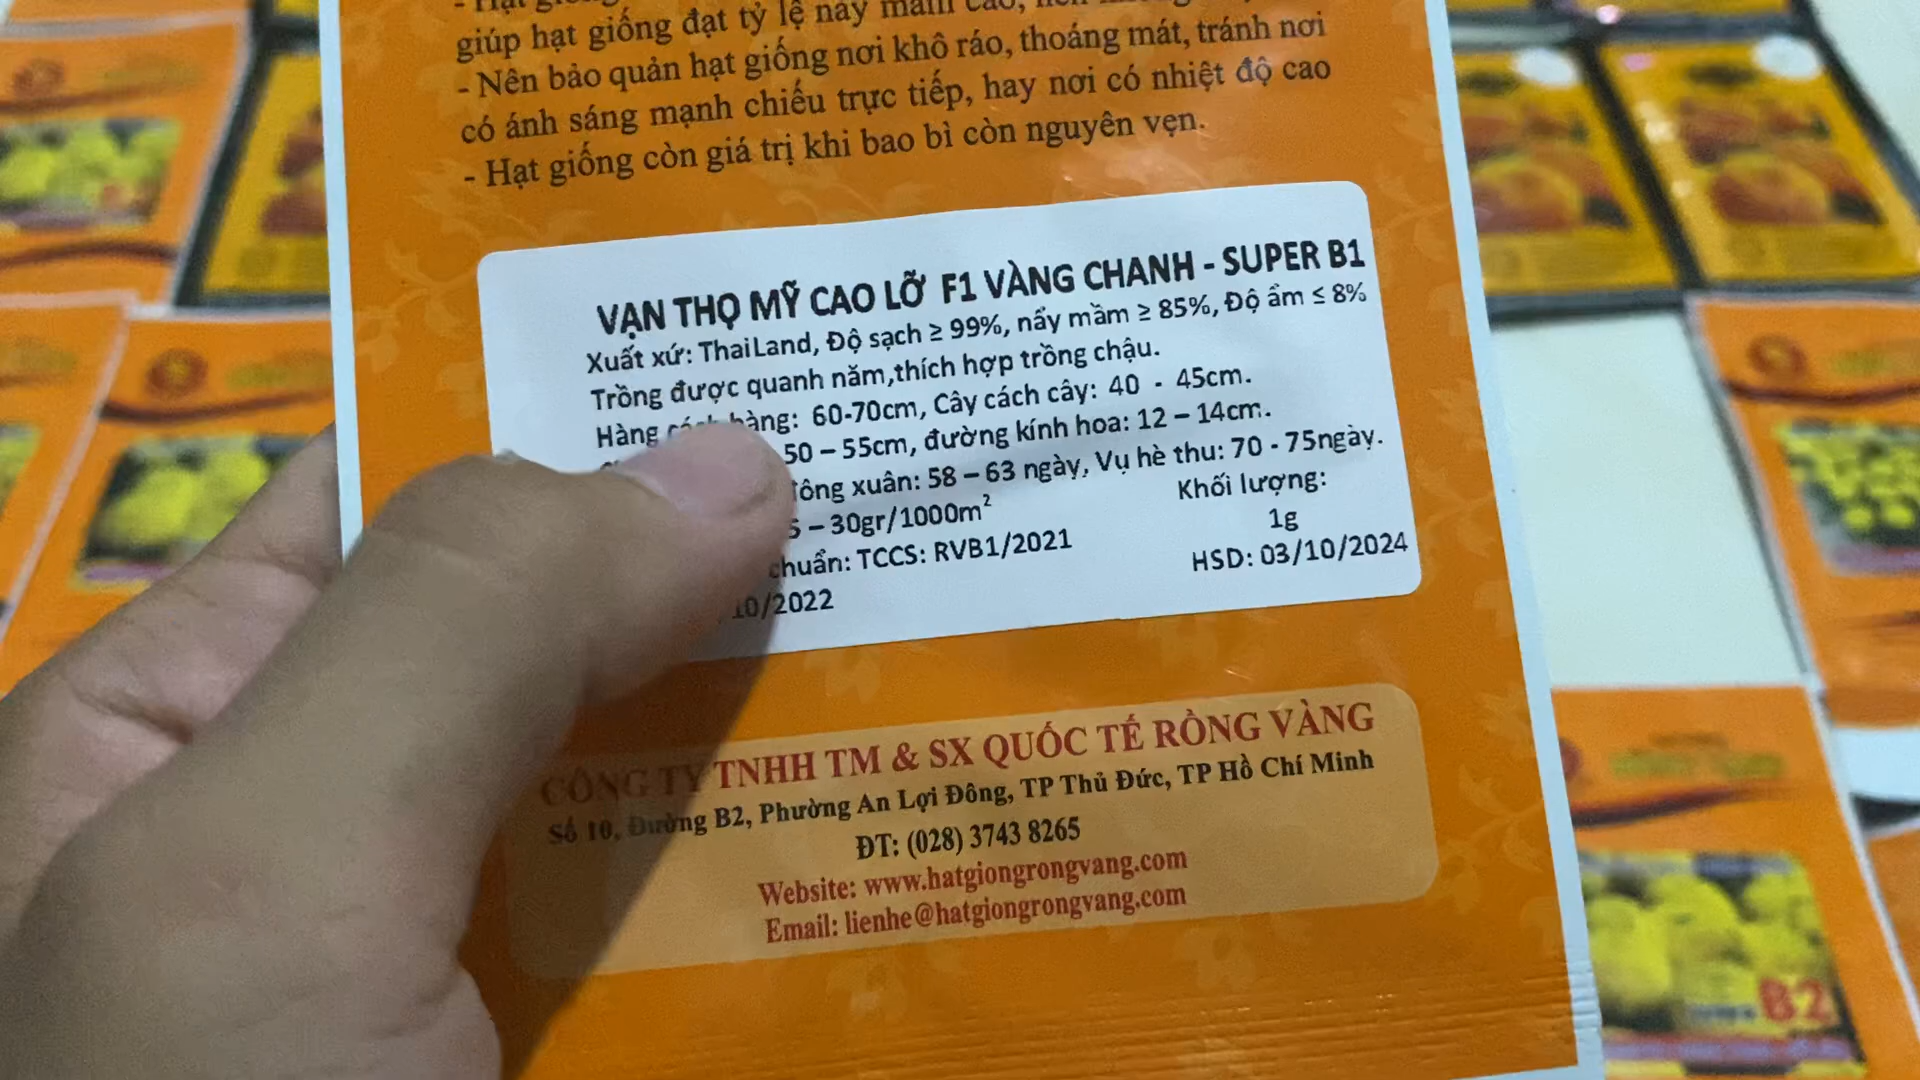 giúp hạt giống đạt tỷ lệ nảy mầm cao,
- Nên bảo quản hạt giống nơi khô ráo, thoáng mát, tránh nơi
có ánh sáng mạnh chiếu trực tiếp, hay nơi có nhiệt độ cao
- Hạt giống còn giá trị khi bao bì còn nguyên vẹn.
VẠN THỌ MỸ CAO LỠ F1 VÀNG CHANH - SUPER B1
Xuất xứ: ThaiLand, Độ sạch ≥ 99%, nẩy mầm ≥ 85%, Độ ẩm ≤ 8%
Trồng được quanh năm,thích hợp trồng chậu.
Hàng cách hàng: 60-70cm, Cây cách cây: 40 - 45cm.
50 – 55cm, đường kính hoa: 12 – 14cm.
xuân: 58 – 63 ngày, Vụ hè thu: 70 - 75ngày.
– 30gr/1000m²
Khối lượng:
1g
chuẩn: TCCS: RVB1/2021
HSD: 03/10/2024
10/2022
CÔNG TY TNHH TM & SX QUỐC TẾ RỒNG VÀNG
Số 10, Đường B2, Phường An Lợi Đông, TP Thủ Đức, TP Hồ Chí Minh
ĐT: (028) 3743 8265
Website: www.hatgiongrongvang.com
Email: lienhe@hatgiongrongvang.com
B2